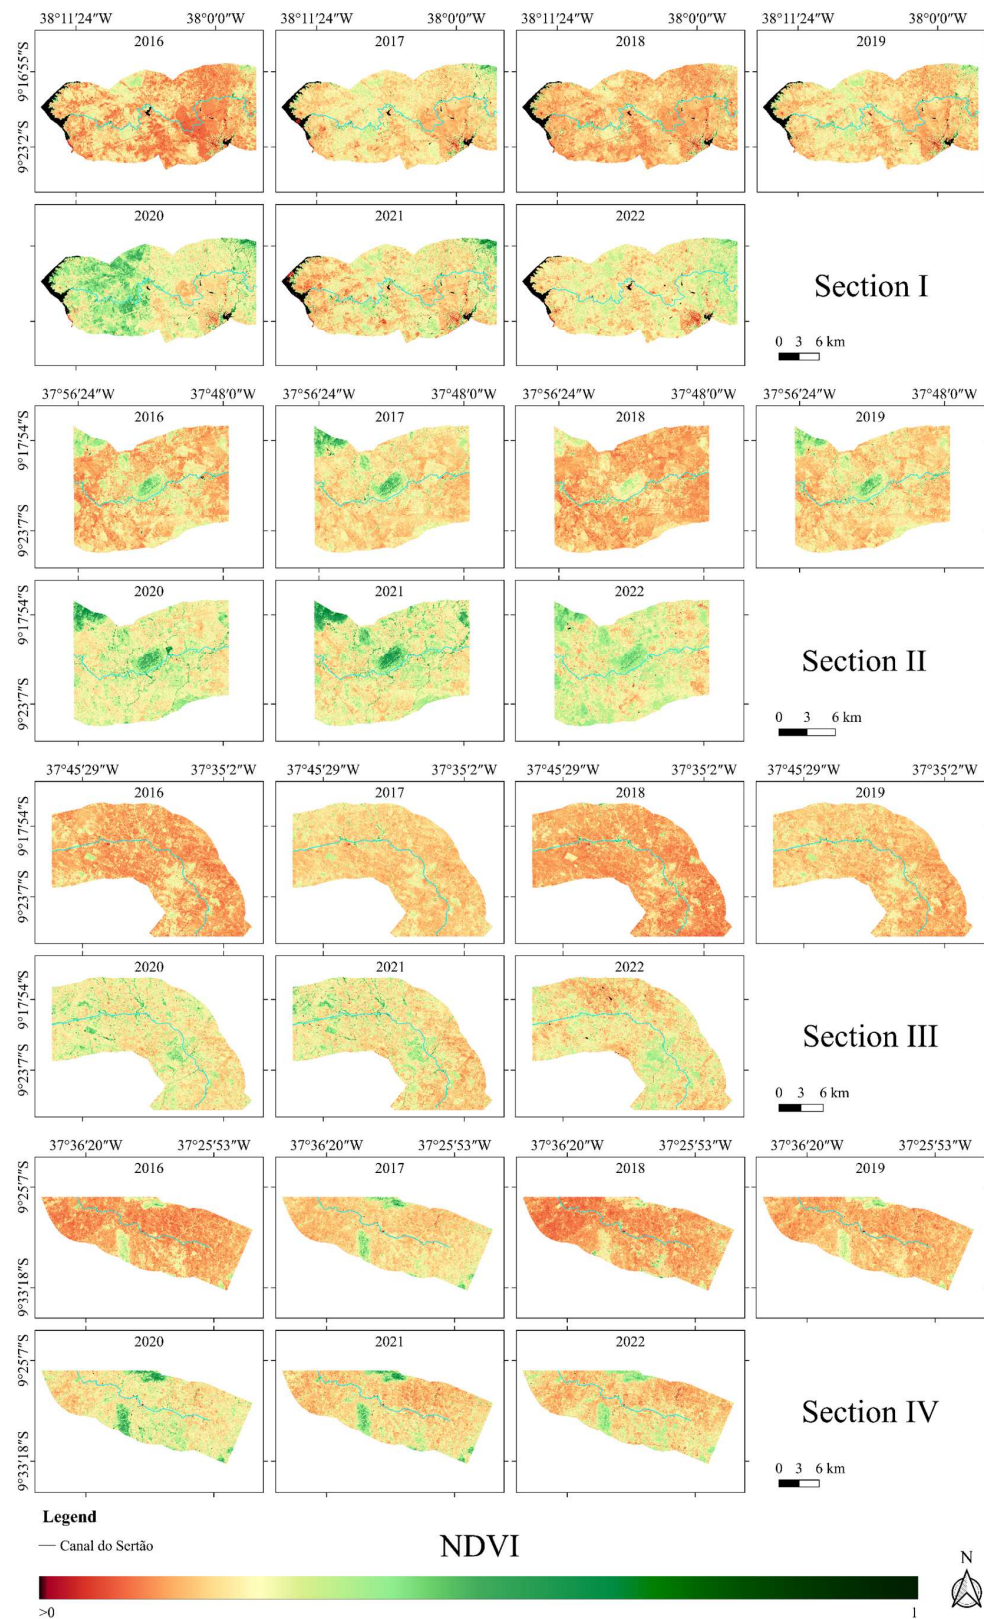 38°11'24"W 38°0'0"W 38°11'24"W 38°0'0"W 38°11'24"W 38°0'0"W 38°11'24"W 38°0'0"W
2016 2017 2018 2019
9°16'55"S
9°23'2"S
2020 2021 2022
Section I
0 3 6 km
37°56'24"W 37°48'0"W 37°56'24"W 37°48'0"W 37°56'24"W 37°48'0"W 37°56'24"W 37°48'0"W
2016 2017 2018 2019
9°17'54"S
9°23'7"S
2020 2021 2022
9°17'54"S
9°23'7"S
Section II
0 3 6 km
37°45'29"W 37°35'2"W 37°45'29"W 37°35'2"W 37°45'29"W 37°35'2"W 37°45'29"W 37°35'2"W
2016 2017 2018 2019
9°17'54"S
9°23'7"S
2020 2021 2022
9°17'54"S
9°23'7"S
Section III
0 3 6 km
37°36'20"W 37°25'53"W 37°36'20"W 37°25'53"W 37°36'20"W 37°25'53"W 37°36'20"W 37°25'53"W
2016 2017 2018 2019
9°25'7"S
9°33'18"S
2020 2021 2022
9°25'7"S
9°33'18"S
Section IV
0 3 6 km
Legend
Canal do Sertão
NDVI
N
>0 1